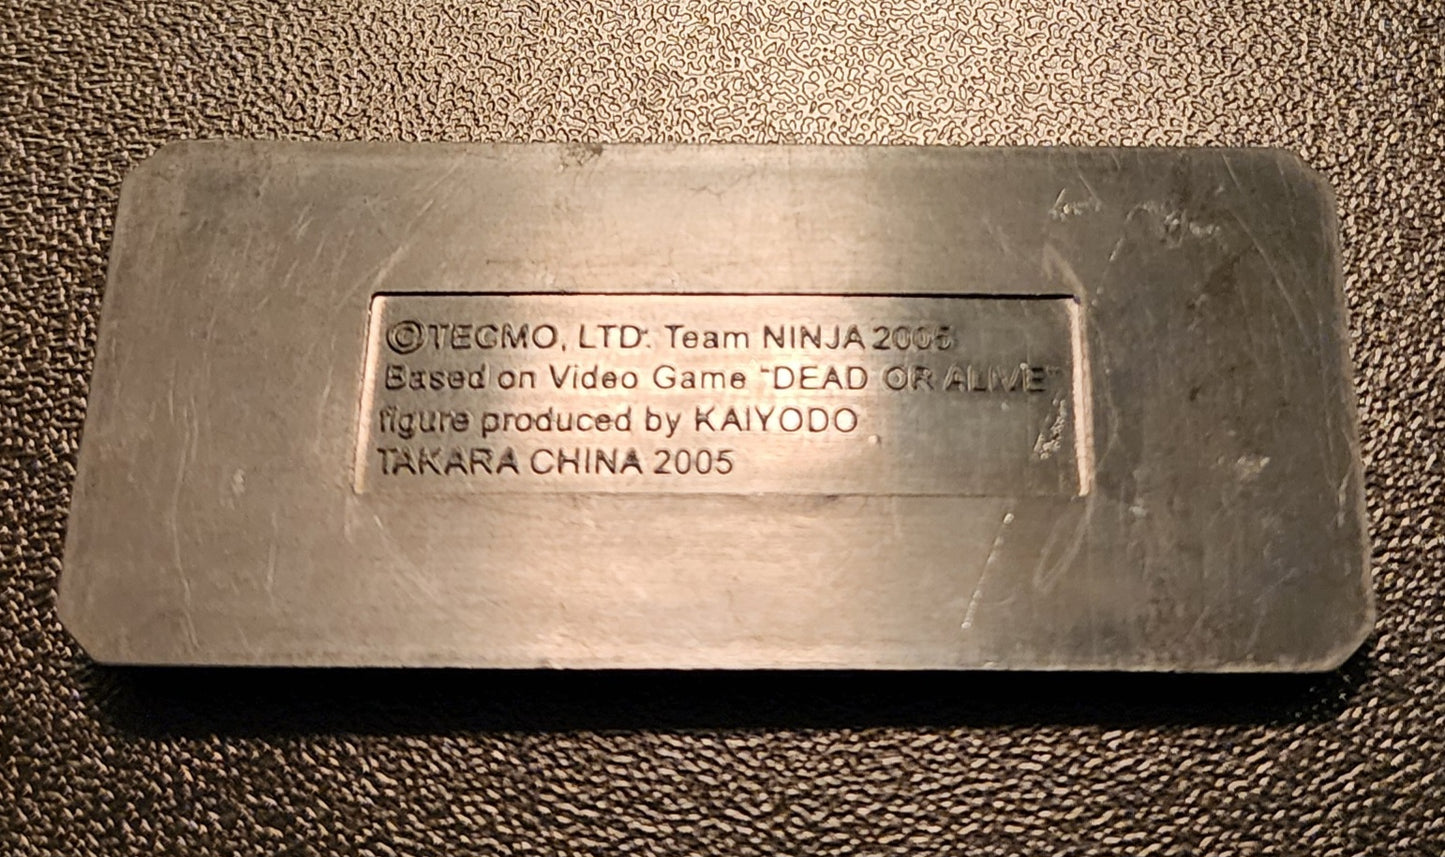 ©TECMO, LTD. Team NINJA 2005
Based on Video Game "DEAD OR ALIVE"
figure produced by KAIYODO
TAKARA CHINA 2005